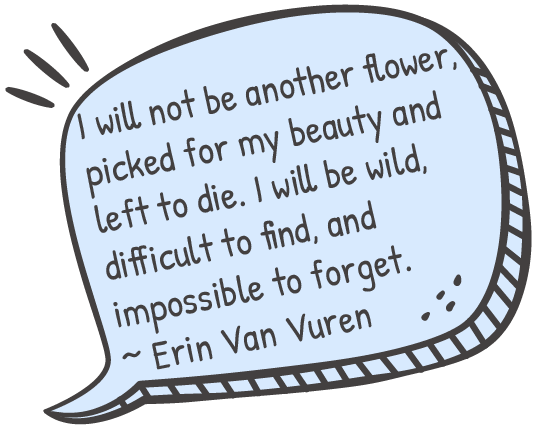 I will not be another flower,
picked for my beauty and
left to die. I will be wild,
difficult to find, and
impossible to forget.
~ Erin Van Vuren